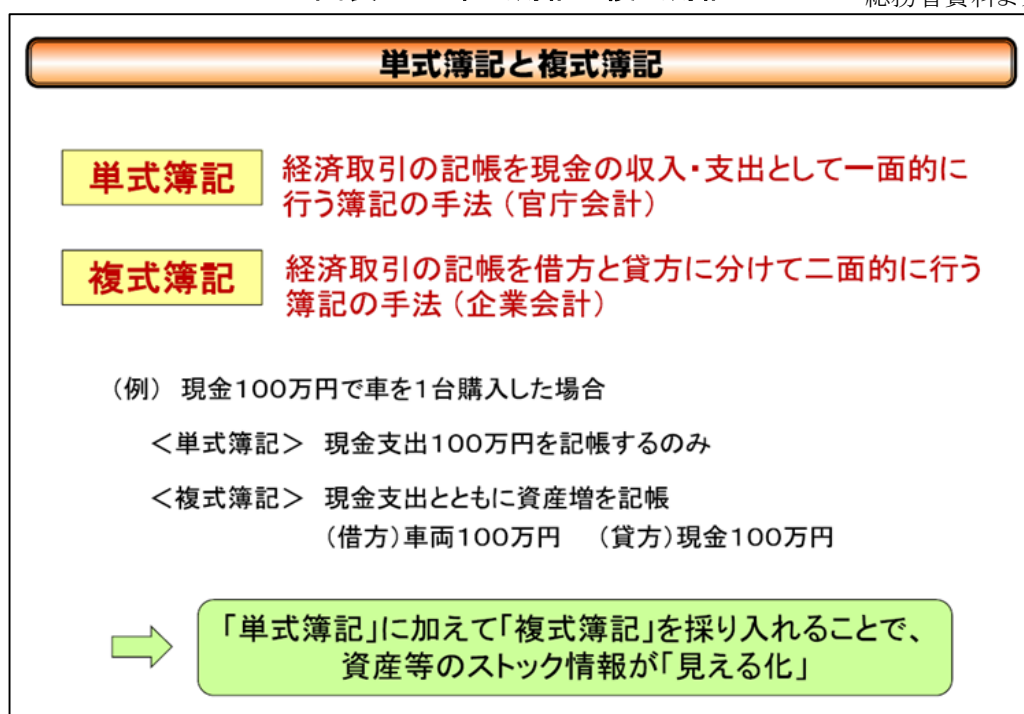 単式簿記と複式簿記
単式簿記
経済取引の記帳を現金の収入・支出として一面的に
行う簿記の手法（官庁会計）
複式簿記
経済取引の記帳を借方と貸方に分けて二面的に行う
簿記の手法（企業会計）
（例） 現金１００万円で車を１台購入した場合
＜単式簿記＞ 現金支出１００万円を記帳するのみ
＜複式簿記＞ 現金支出とともに資産増を記帳
（借方）車両１００万円 （貸方）現金１００万円
「単式簿記」に加えて「複式簿記」を採り入れることで、
資産等のストック情報が「見える化」